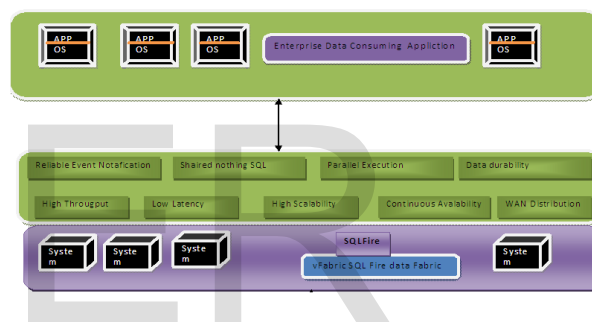 APP
OS
APP
OS
APP
OS
Enterprise Data Consuming Appliction
APP
OS
Reliable Event Notafication
Shaired nothing SQL
Parallel Execution
Data durability
High Througput
Low Latency
High Scalability
Continuous Avalability
WAN Distribution
Syste
m
Syste
m
Syste
m
SQLFire
vFabric SQL Fire data Fabric
Syste
m
ER